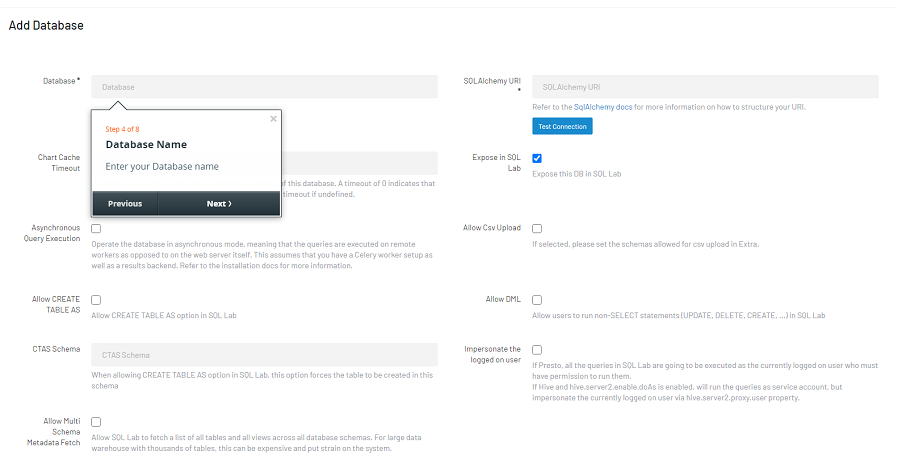 Add Database
Database *
Database
SQLAlchemy URI
*
SQLAlchemy URI
Refer to the SqlAlchemy docs for more information on how to structure your URI.
Test Connection
×
Step 4 of 8
Database Name
Enter your Database name
Previous
Next ⟩
Chart Cache
Timeout
of this database. A timeout of 0 indicates that
timeout if undefined.
Expose in SQL
Lab
Expose this DB in SQL Lab
Asynchronous
Query Execution
Operate the database in asynchronous mode, meaning that the queries are executed on remote
workers as opposed to on the web server itself. This assumes that you have a Celery worker setup as
well as a results backend. Refer to the installation docs for more information.
Allow Csv Upload
If selected, please set the schemas allowed for csv upload in Extra.
Allow CREATE
TABLE AS
Allow CREATE TABLE AS option in SQL Lab
Allow DML
Allow users to run non-SELECT statements (UPDATE, DELETE, CREATE, ...) in SQL Lab
CTAS Schema
CTAS Schema
When allowing CREATE TABLE AS option in SQL Lab, this option forces the table to be created in this
schema
Impersonate the
logged on user
If Presto, all the queries in SQL Lab are going to be executed as the currently logged on user who must
have permission to run them.
If Hive and hive.server2.enable.doAs is enabled, will run the queries as service account, but
impersonate the currently logged on user via hive.server2.proxy.user property.
Allow Multi
Schema
Metadata Fetch
Allow SQL Lab to fetch a list of all tables and all views across all database schemas. For large data
warehouse with thousands of tables, this can be expensive and put strain on the system.